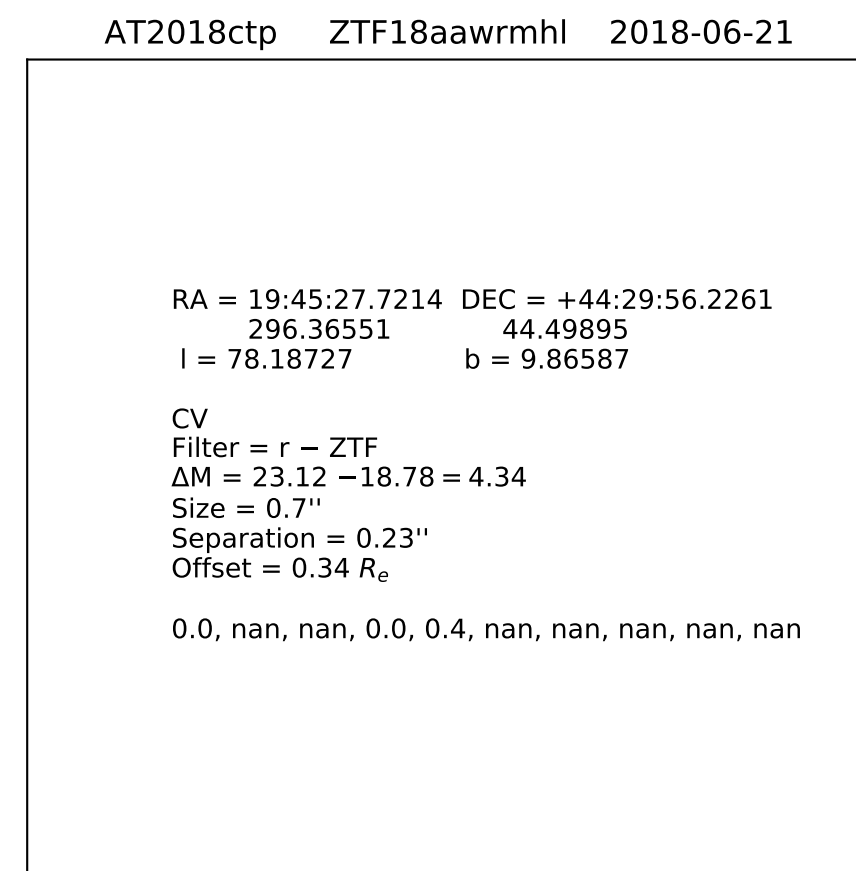 AT2018ctp ZTF18aawrmhl 2018-06-21
RA = 19:45:27.7214 DEC = +44:29:56.2261
296.36551 44.49895
l = 78.18727 b = 9.86587
CV
Filter = r − ZTF
ΔM = 23.12 −18.78 = 4.34
Size = 0.7''
Separation = 0.23''
Offset = 0.34 Rₑ
0.0, nan, nan, 0.0, 0.4, nan, nan, nan, nan, nan